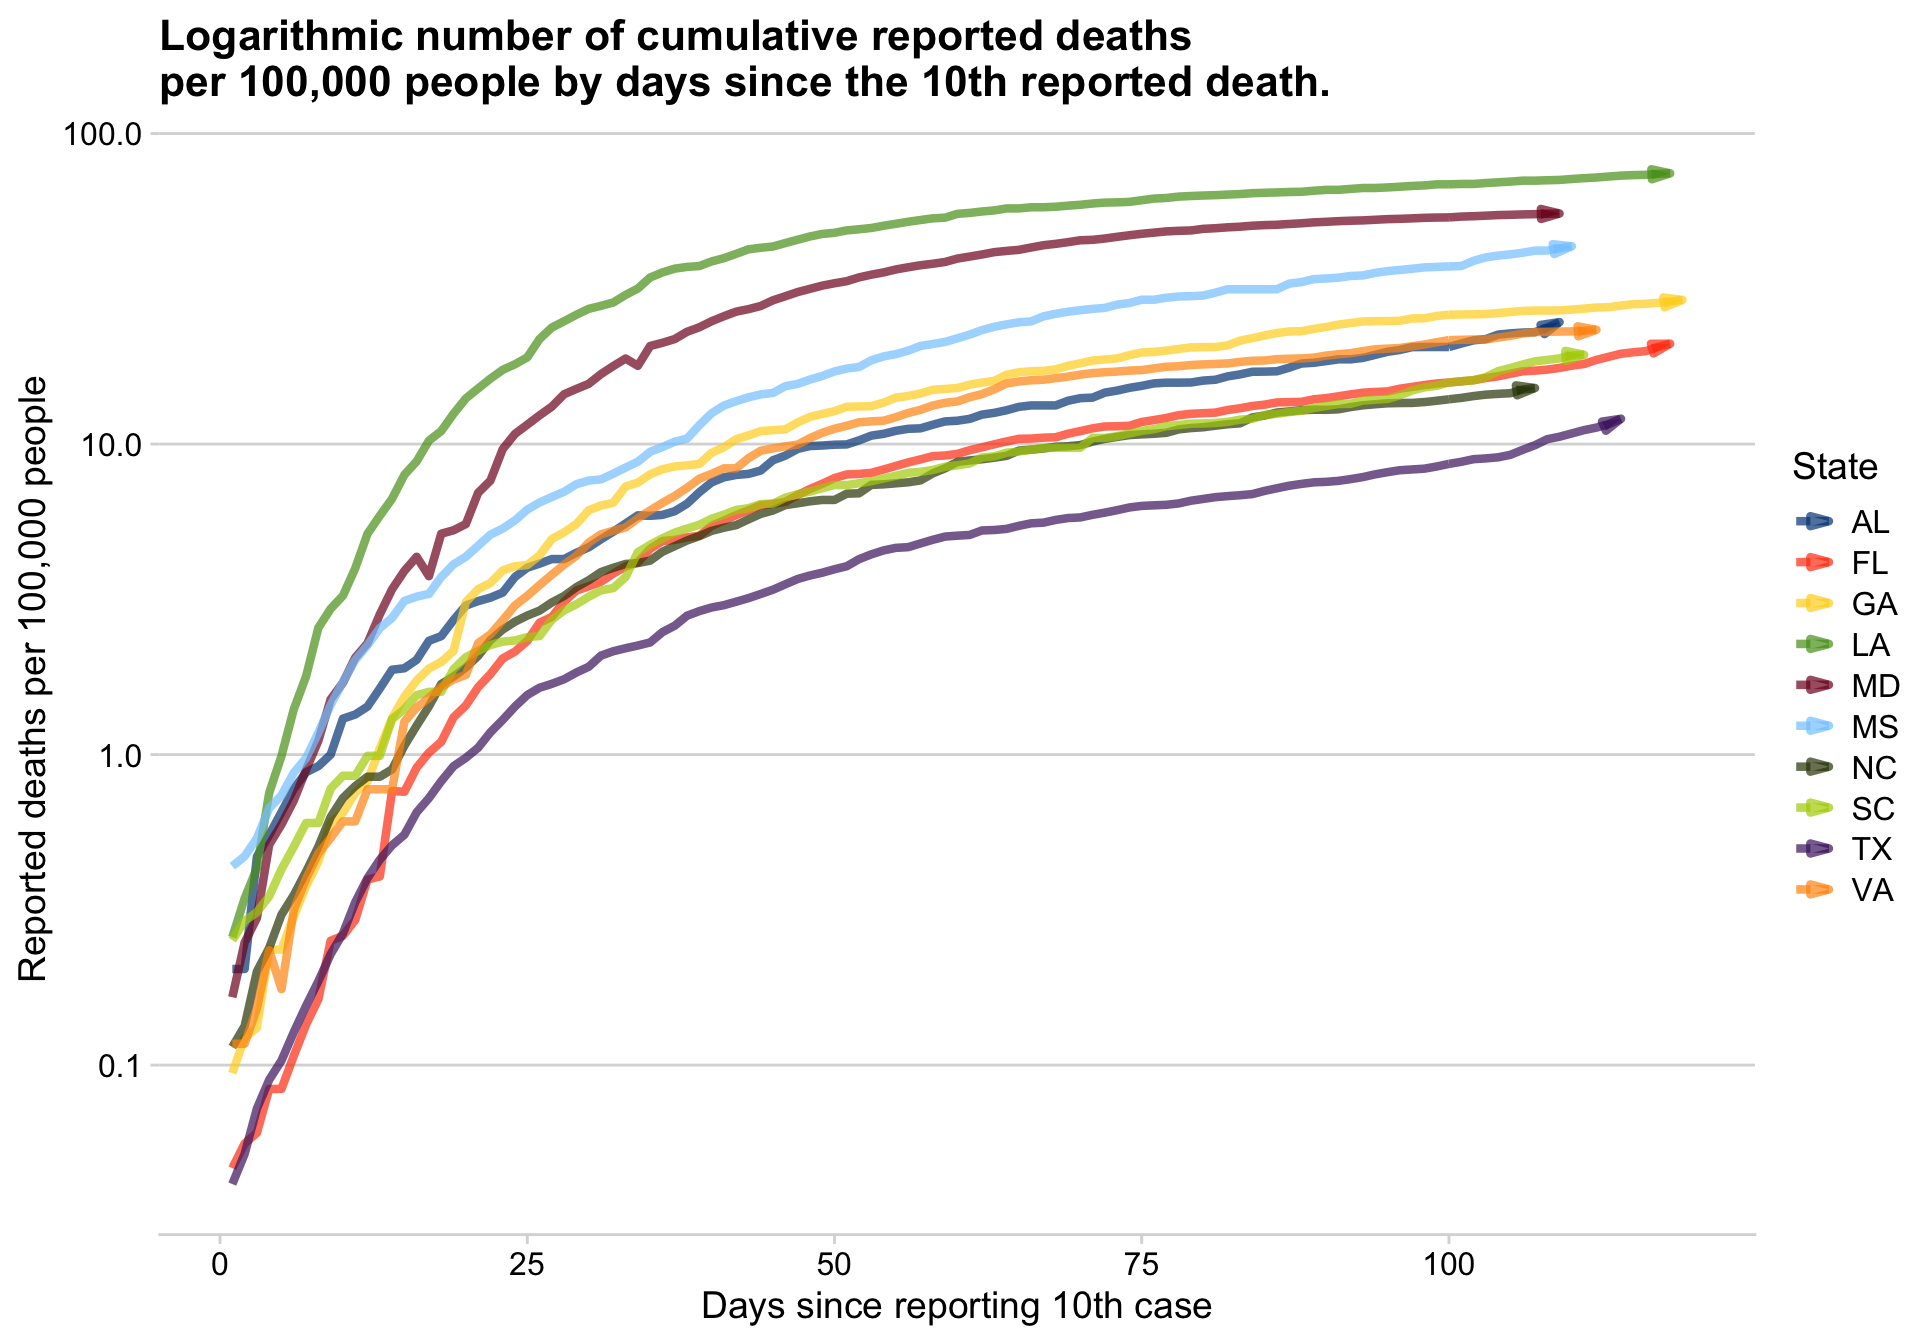 Logarithmic number of cumulative reported deaths
per 100,000 people by days since the 10th reported death.
100.0
10.0
1.0
0.1
Reported deaths per 100,000 people
0
25
50
75
100
Days since reporting 10th case
State
AL
FL
GA
LA
MD
MS
NC
SC
TX
VA